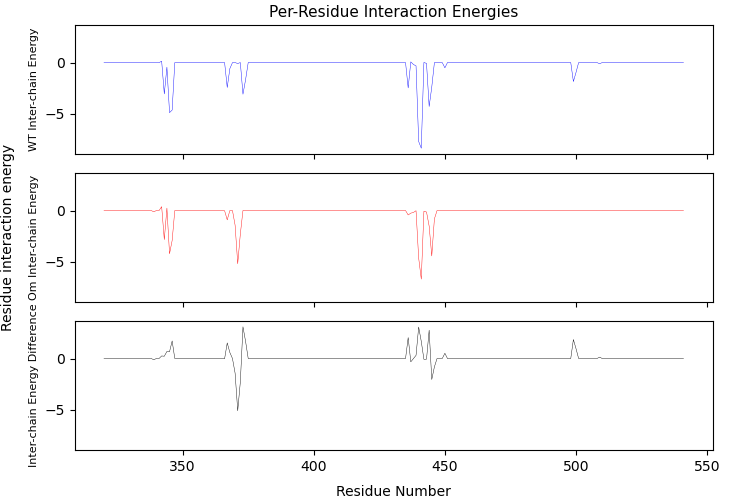 Per-Residue Interaction Energies
Residue interaction energy
WT Inter-chain Energy
0
−5
Om Inter-chain Energy
0
−5
Inter-chain Energy Difference
0
−5
350
400
450
500
550
Residue Number